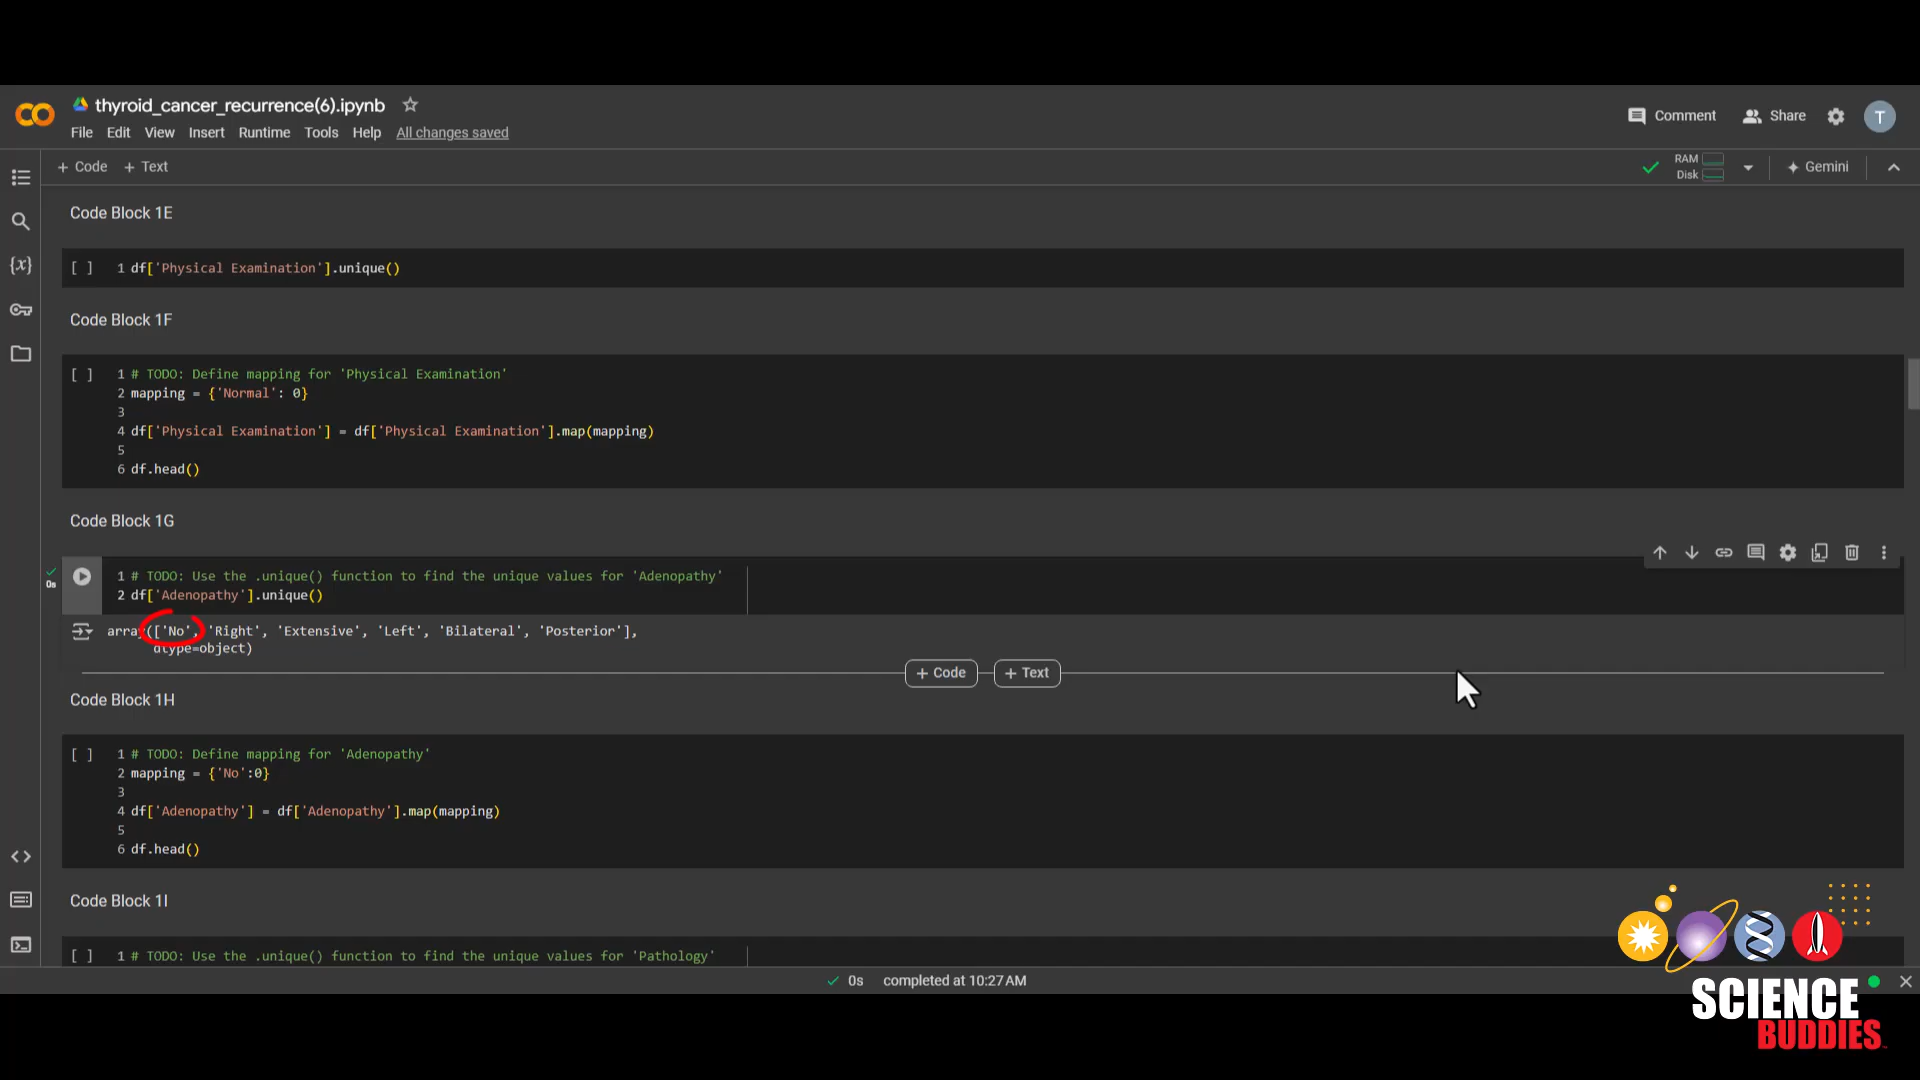 thyroid_cancer_recurrence(6).ipynb
File Edit View Insert Runtime Tools Help All changes saved
Comment Share T
+ Code + Text
RAM
Disk
Gemini
Code Block 1E
[ ] 1 df['Physical Examination'].unique()
Code Block 1F
[ ] 1 # TODO: Define mapping for 'Physical Examination'
2 mapping = {'Normal': 0}
3
4 df['Physical Examination'] = df['Physical Examination'].map(mapping)
5
6 df.head()
Code Block 1G
0s
1 # TODO: Use the .unique() function to find the unique values for 'Adenopathy'
2 df['Adenopathy'].unique()
array(['No', 'Right', 'Extensive', 'Left', 'Bilateral', 'Posterior'],
dtype=object)
+ Code + Text
Code Block 1H
[ ] 1 # TODO: Define mapping for 'Adenopathy'
2 mapping = {'No':0}
3
4 df['Adenopathy'] = df['Adenopathy'].map(mapping)
5
6 df.head()
Code Block 1I
[ ] 1 # TODO: Use the .unique() function to find the unique values for 'Pathology'
0s completed at 10:27 AM
SCIENCE
BUDDIES